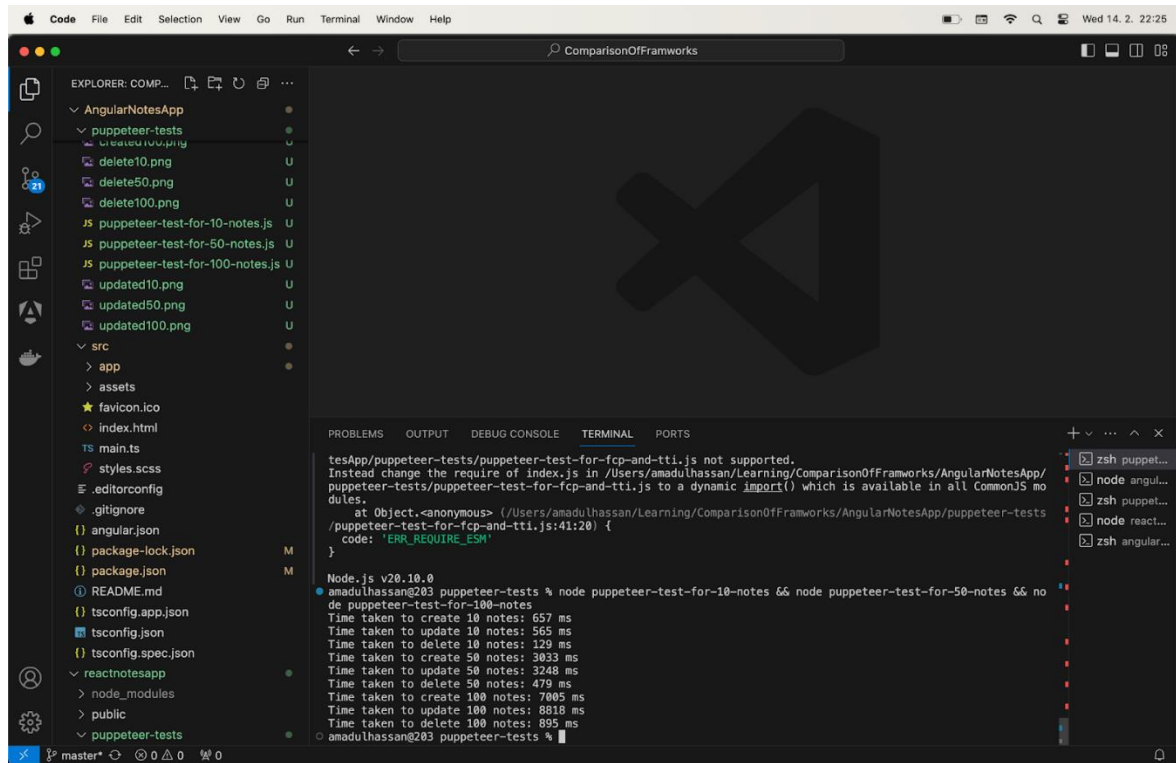 Code File Edit Selection View Go Run Terminal Window Help
Wed 14. 2. 22:25
ComparisonOfFramworks
EXPLORER: COMP...
AngularNotesApp
puppeteer-tests
created100.png U
delete10.png U
delete50.png U
delete100.png U
JS puppeteer-test-for-10-notes.js U
JS puppeteer-test-for-50-notes.js U
JS puppeteer-test-for-100-notes.js U
updated10.png U
updated50.png U
updated100.png U
src
app
assets
favicon.ico
index.html
TS main.ts
styles.scss
.editorconfig
.gitignore
{} angular.json
{} package-lock.json M
{} package.json M
README.md
{} tsconfig.app.json
TS tsconfig.json
{} tsconfig.spec.json
reactnotesapp
node_modules
public
puppeteer-tests
21
PROBLEMS OUTPUT DEBUG CONSOLE TERMINAL PORTS
tesApp/puppeteer-tests/puppeteer-test-for-fcp-and-tti.js not supported.
Instead change the require of index.js in /Users/amadulhassan/Learning/ComparisonOfFramworks/AngularNotesApp/
puppeteer-tests/puppeteer-test-for-fcp-and-tti.js to a dynamic import() which is available in all CommonJS mo
dules.
at Object.<anonymous> (/Users/amadulhassan/Learning/ComparisonOfFramworks/AngularNotesApp/puppeteer-tests
/puppeteer-test-for-fcp-and-tti.js:41:20) {
code: 'ERR_REQUIRE_ESM'
}
Node.js v20.10.0
amadulhassan@203 puppeteer-tests % node puppeteer-test-for-10-notes && node puppeteer-test-for-50-notes && no
de puppeteer-test-for-100-notes
Time taken to create 10 notes: 657 ms
Time taken to update 10 notes: 565 ms
Time taken to delete 10 notes: 129 ms
Time taken to create 50 notes: 3033 ms
Time taken to update 50 notes: 3248 ms
Time taken to delete 50 notes: 479 ms
Time taken to create 100 notes: 7005 ms
Time taken to update 100 notes: 8818 ms
Time taken to delete 100 notes: 895 ms
amadulhassan@203 puppeteer-tests %
zsh puppet...
node angul...
zsh puppet...
node react...
zsh angular...
master* 0 0 0